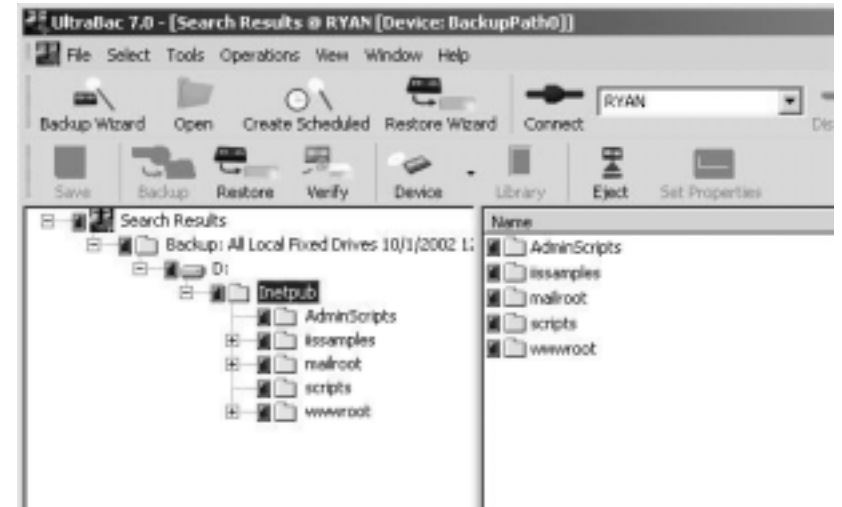 UltraBac 7.0 - [Search Results @ RYAN [Device: BackupPath0]]
File Select Tools Operations View Window Help
Backup Wizard Open Create Scheduled Restore Wizard Connect RYAN
Save Backup Restore Verify Device Library Eject Set Properties
Search Results
Backup: All Local Fixed Drives 10/1/2002
D:
Inetpub
AdminScripts
iissamples
mailroot
scripts
wwwroot
Name
AdminScripts
iissamples
mailroot
scripts
wwwroot